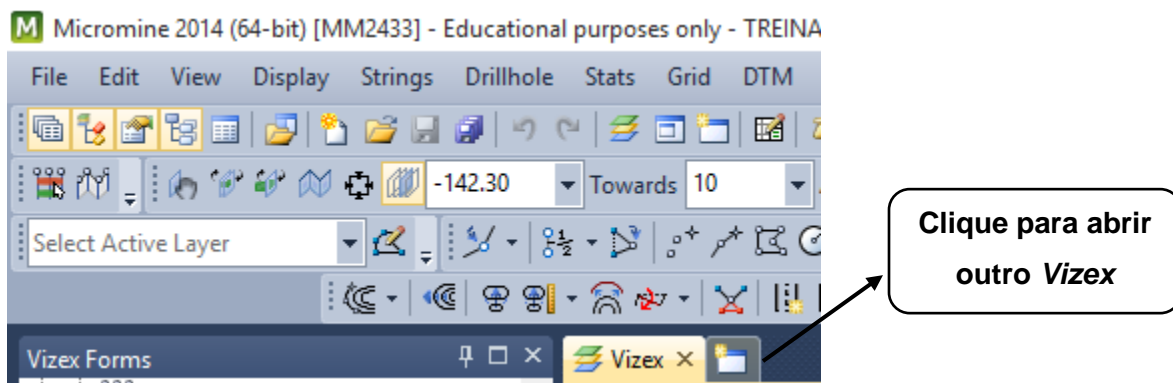 Micromine 2014 (64-bit) [MM2433] - Educational purposes only - TREINA
File Edit View Display Strings Drillhole Stats Grid DTM
-142.30 Towards 10
Select Active Layer
Clique para abrir
outro Vizex
Vizex Forms
Vizex